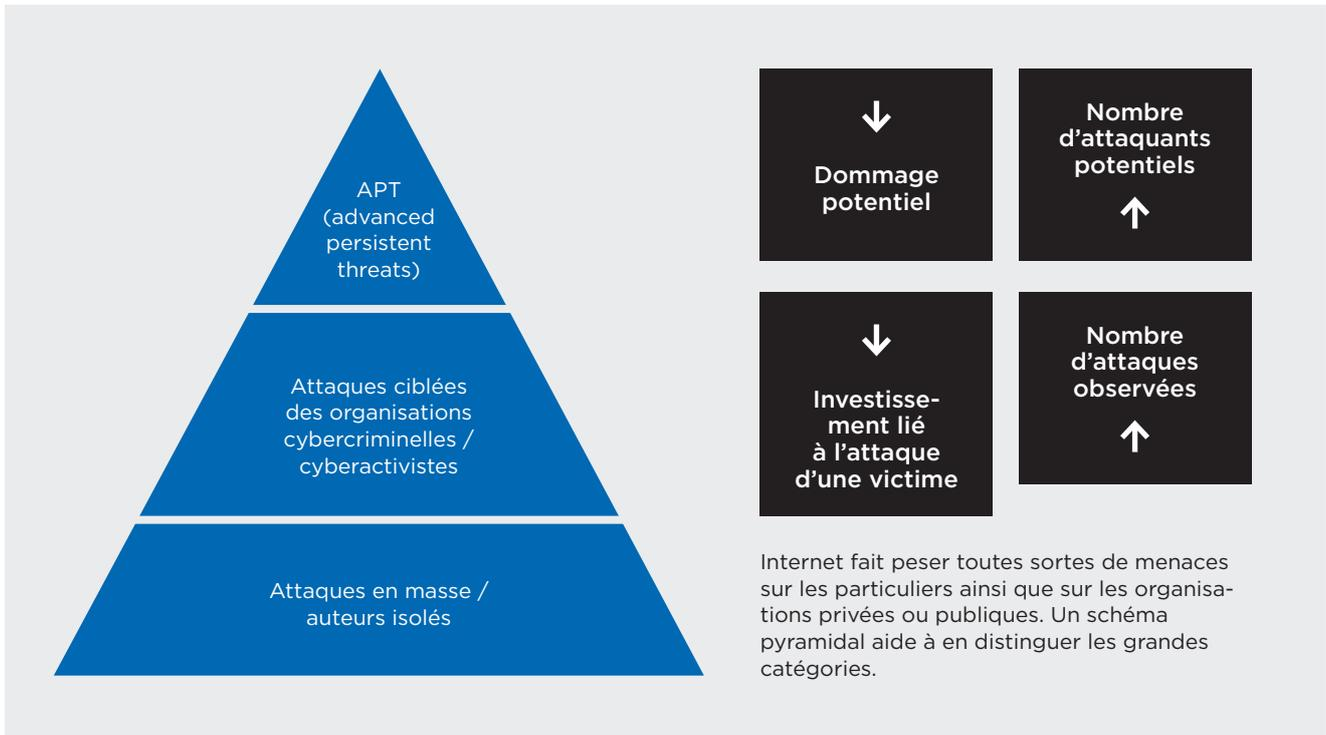 APT
(advanced
persistent
threats)
Attaques ciblées
des organisations
cybercriminelles /
cyberactivistes
Attaques en masse /
auteurs isolés
↓
Dommage
potentiel
Nombre
d’attaquants
potentiels
↑
↓
Investisse-
ment lié
à l’attaque
d’une victime
Nombre
d’attaques
observées
↑
Internet fait peser toutes sortes de menaces
sur les particuliers ainsi que sur les organisa-
tions privées ou publiques. Un schéma
pyramidal aide à en distinguer les grandes
catégories.